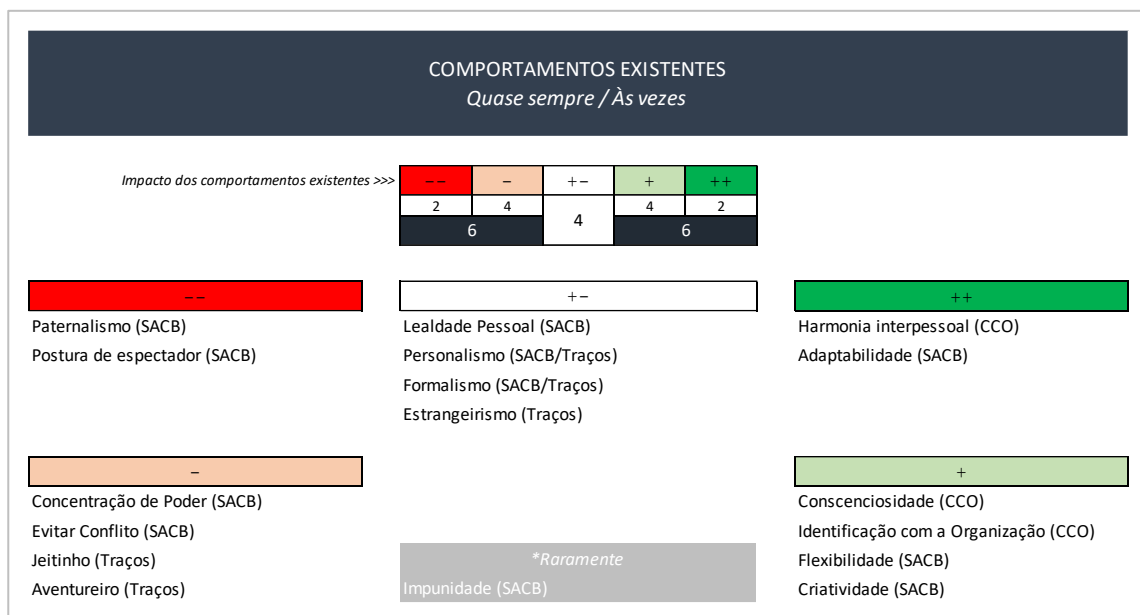 COMPORTAMENTOS EXISTENTES
Quase sempre / Às vezes
Impacto dos comportamentos existentes >>> −− − +− + ++
2 4 4 4 2
6 6
−− +− ++
Paternalismo (SACB)
Postura de espectador (SACB)
Lealdade Pessoal (SACB)
Personalismo (SACB/Traços)
Formalismo (SACB/Traços)
Estrangeirismo (Traços)
Harmonia interpessoal (CCO)
Adaptabilidade (SACB)
−
Concentração de Poder (SACB)
Evitar Conflito (SACB)
Jeitinho (Traços)
Aventureiro (Traços)
*Raramente
Impunidade (SACB)
+
Conscenciosidade (CCO)
Identificação com a Organização (CCO)
Flexibilidade (SACB)
Criatividade (SACB)